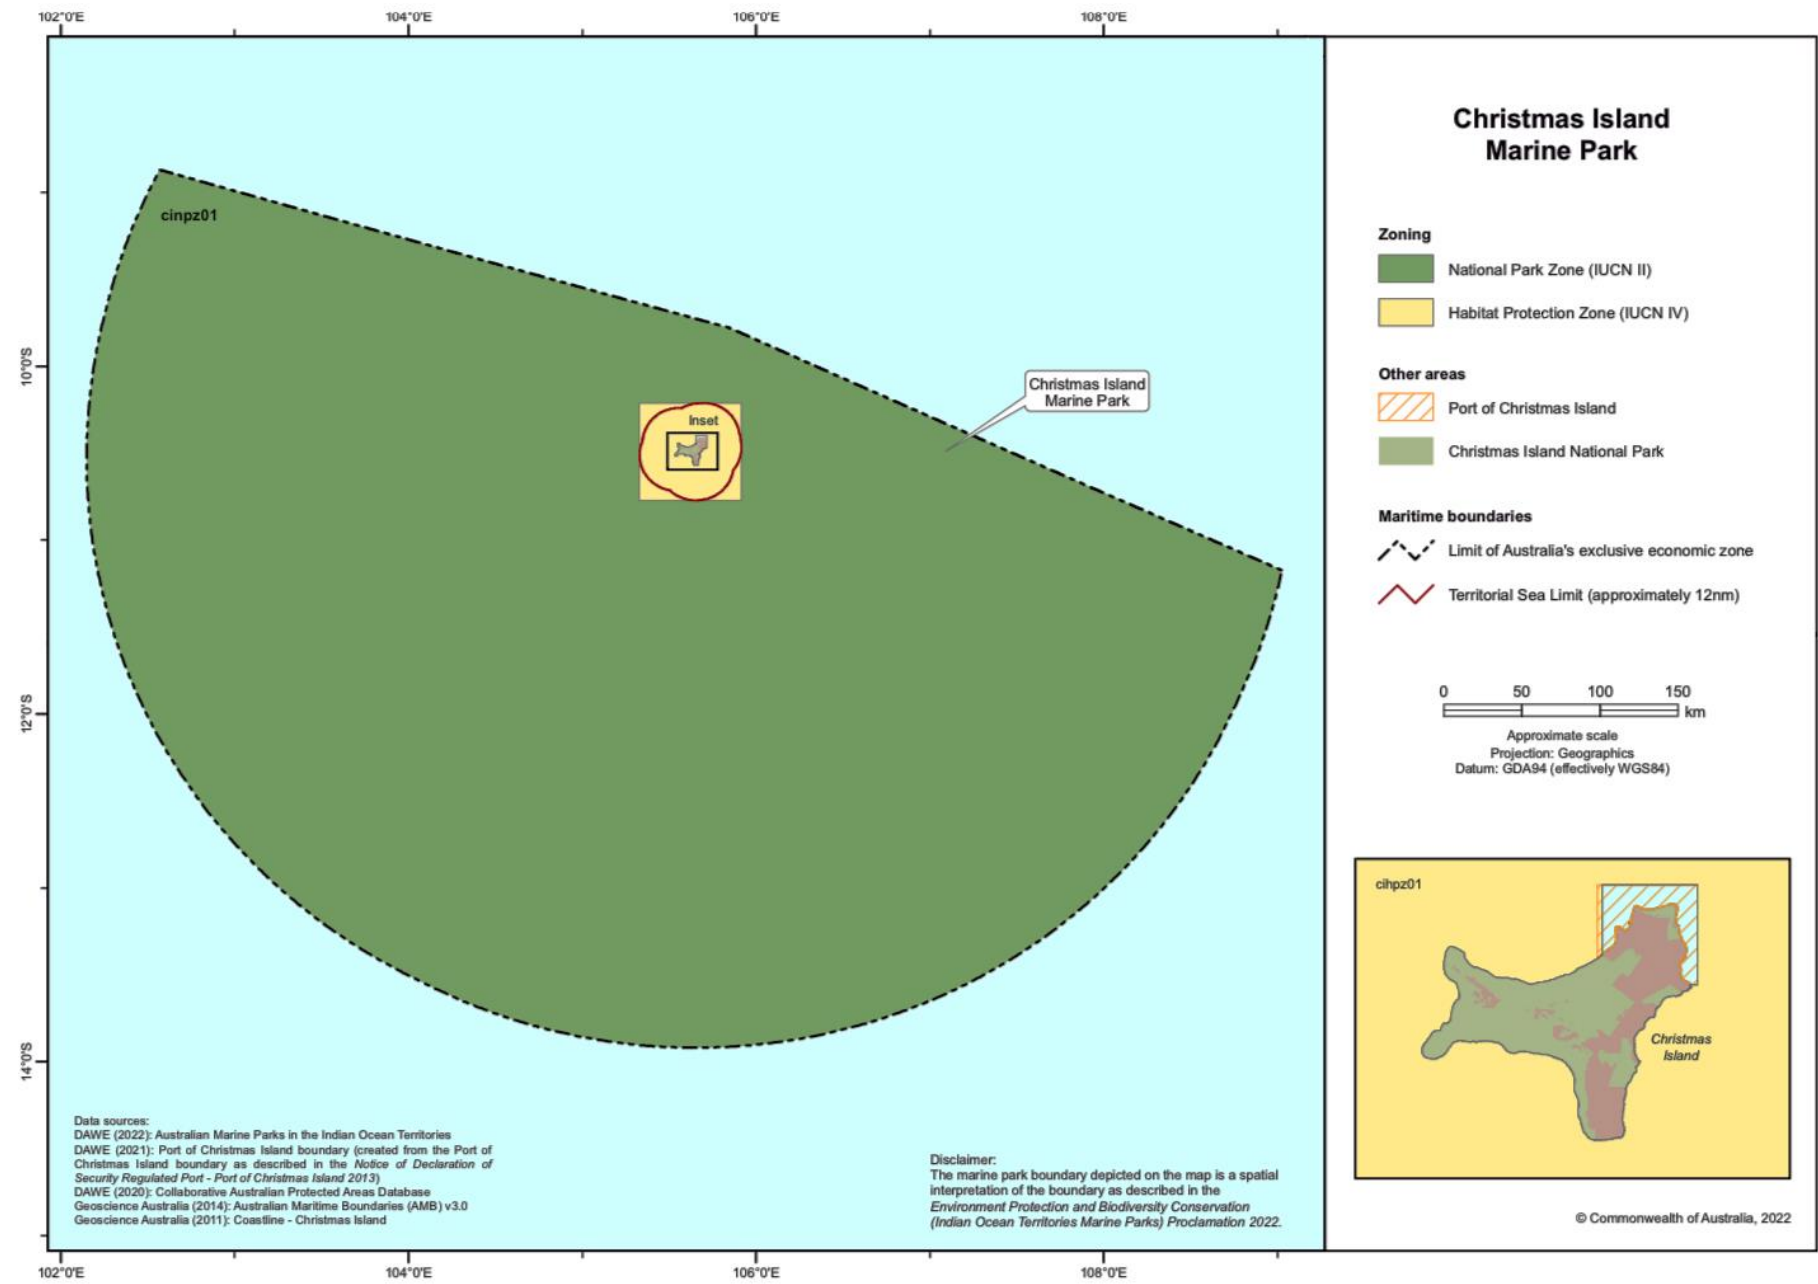 102°0'E
104°0'E
106°0'E
108°0'E
10°0'S
12°0'S
14°0'S
cinpz01
Inset
Christmas Island
Marine Park
Data sources:
DAWE (2022): Australian Marine Parks in the Indian Ocean Territories
DAWE (2021): Port of Christmas Island boundary (created from the Port of
Christmas Island boundary as described in the Notice of Declaration of
Security Regulated Port - Port of Christmas Island 2013)
DAWE (2020): Collaborative Australian Protected Areas Database
Geoscience Australia (2014): Australian Maritime Boundaries (AMB) v3.0
Geoscience Australia (2011): Coastline - Christmas Island
Disclaimer:
The marine park boundary depicted on the map is a spatial
interpretation of the boundary as described in the
Environment Protection and Biodiversity Conservation
(Indian Ocean Territories Marine Parks) Proclamation 2022.
102°0'E
104°0'E
106°0'E
108°0'E
Christmas Island
Marine Park
Zoning
National Park Zone (IUCN II)
Habitat Protection Zone (IUCN IV)
Other areas
Port of Christmas Island
Christmas Island National Park
Maritime boundaries
Limit of Australia's exclusive economic zone
Territorial Sea Limit (approximately 12nm)
0 50 100 150
km
Approximate scale
Projection: Geographics
Datum: GDA94 (effectively WGS84)
cihpz01
Christmas
Island
© Commonwealth of Australia, 2022